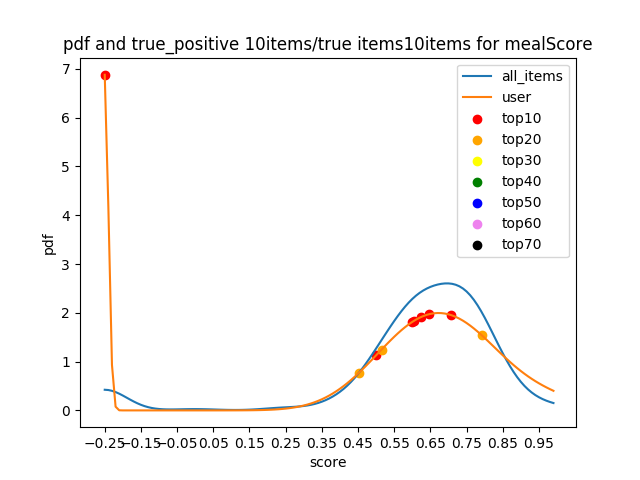 pdf and true_positive 10items/true items10items for mealScore
7
6
5
4
3
2
1
0
pdf
all_items
user
top10
top20
top30
top40
top50
top60
top70
−0.25 −0.15 −0.05 0.05 0.15 0.25 0.35 0.45 0.55 0.65 0.75 0.85 0.95
score